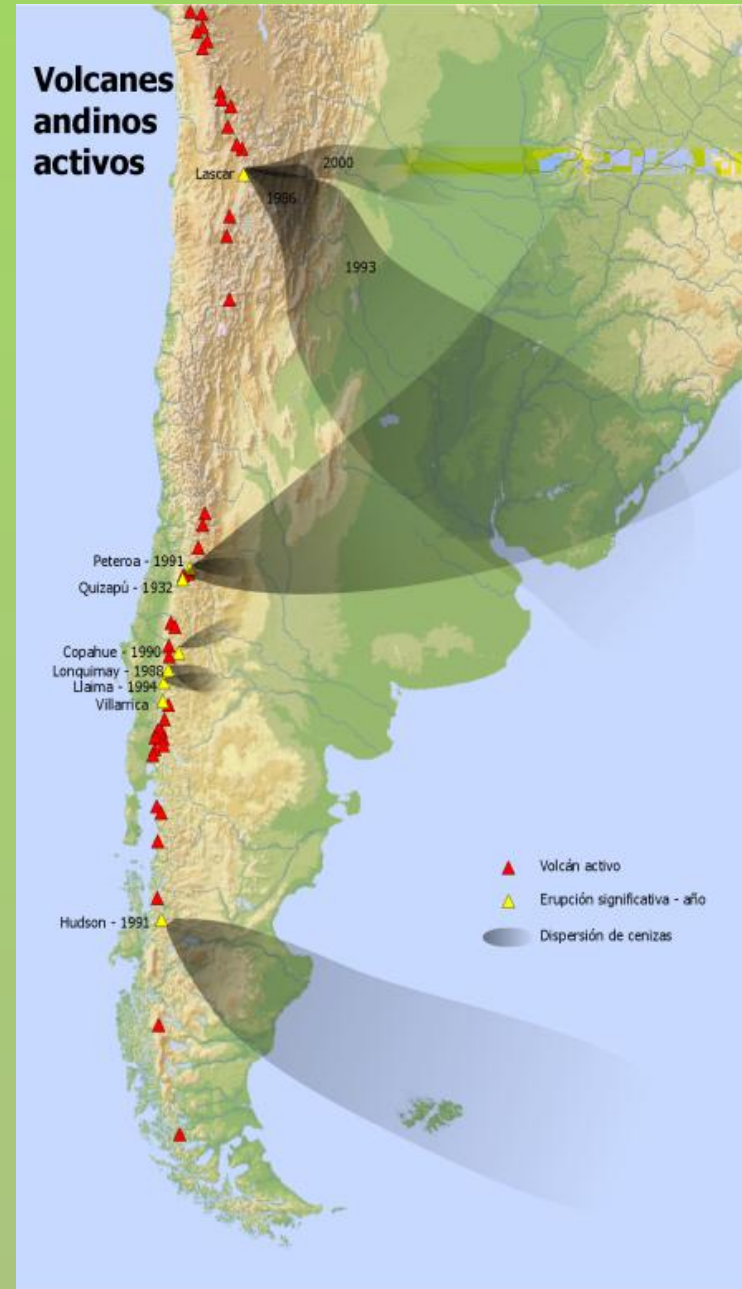 Volcanes
andinos
activos
Lascar
2000
1986
1993
Peteroa - 1991
Quizapú - 1932
Copahue - 1990
Lonquimay - 1988
Llaima - 1994
Villarrica
Volcán activo
Erupción significativa - año
Hudson - 1991
Dispersión de cenizas